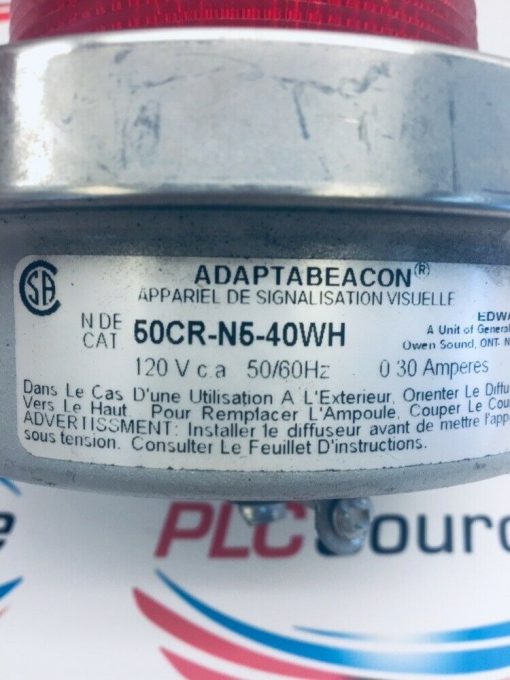 ADAPTABEACON®
APPARIEL DE SIGNALISATION VISUELLE
EDWA
A Unit of General
Owen Sound, ONT- N
N DE CAT. 50CR-N5-40WH
120 V c.a 50/60Hz 0 30 Amperes
Dans Le Cas D'une Utilisation A L'Exterieur, Orienter Le Diffu
Vers Le Haut. Pour Remplacer L'Ampoule, Couper Le Cou
ADVERTISSMENT: Installer 1e diffuseur avant de mettre l'app
sous tension. Consulter Le Feuillet D'instructions.
PLC Source